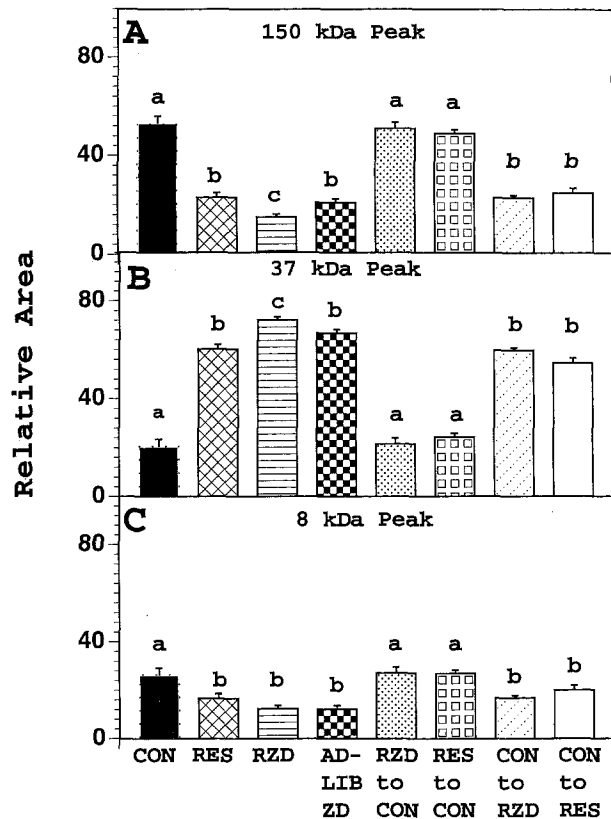 A
150 kDa Peak
80
40
0
a
b
c
b
a
a
b
b
B
37 kDa Peak
80
40
0
a
b
c
b
a
a
b
b
C
8 kDa Peak
80
40
0
a
b
b
b
a
a
b
b
Relative Area
CON
RES
RZD
AD-
LIB
ZD
RZD
to
CON
RES
to
CON
CON
to
RZD
CON
to
RES